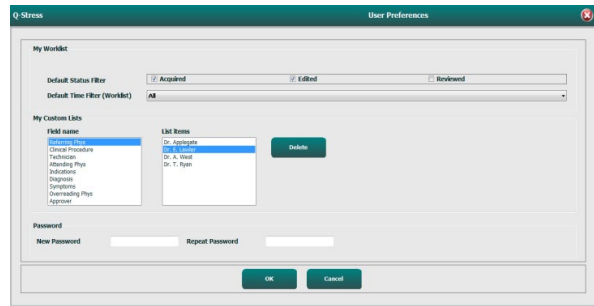 Q-Stress User Preferences
My Worklist
Default Status Filter Acquired Edited Reviewed
Default Time Filter (Worklist) All
My Custom Lists
Field name List Items
Referring Phys Dr. Applegate
Clinical Procedure Dr. E. Lawler Delete
Technician Dr. A. West
Attending Phys Dr. T. Ryan
Indications
Diagnosis
Symptoms
Overreading Phys
Approver
Password
New Password Repeat Password
OK Cancel